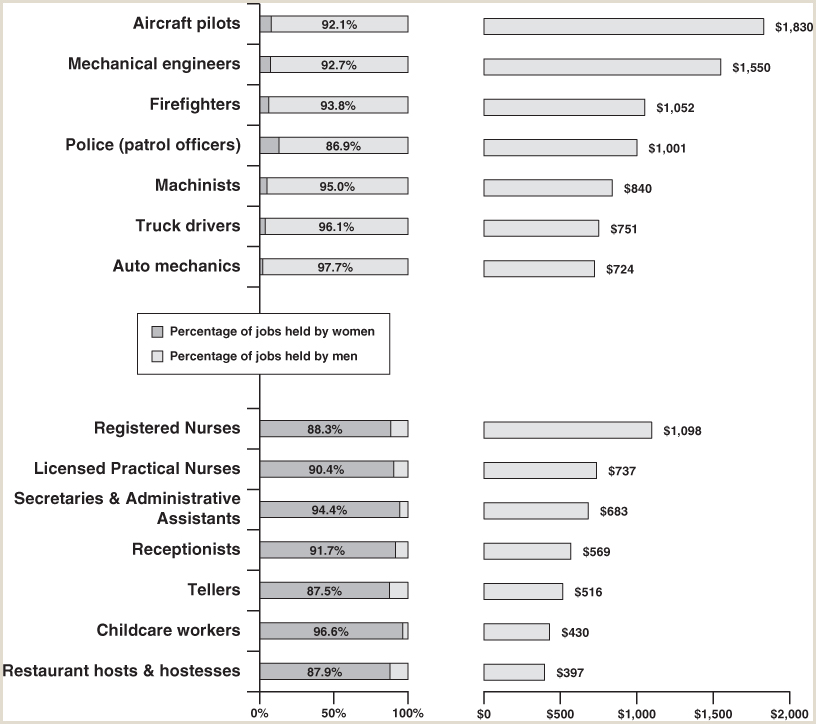 Aircraft pilots 92.1% $1,830
Mechanical engineers 92.7% $1,550
Firefighters 93.8% $1,052
Police (patrol officers) 86.9% $1,001
Machinists 95.0% $840
Truck drivers 96.1% $751
Auto mechanics 97.7% $724
Percentage of jobs held by women
Percentage of jobs held by men
Registered Nurses 88.3% $1,098
Licensed Practical Nurses 90.4% $737
Secretaries & Administrative
Assistants 94.4% $683
Receptionists 91.7% $569
Tellers 87.5% $516
Childcare workers 96.6% $430
Restaurant hosts & hostesses 87.9% $397
0% 50% 100% $0 $500 $1,000 $1,500 $2,000